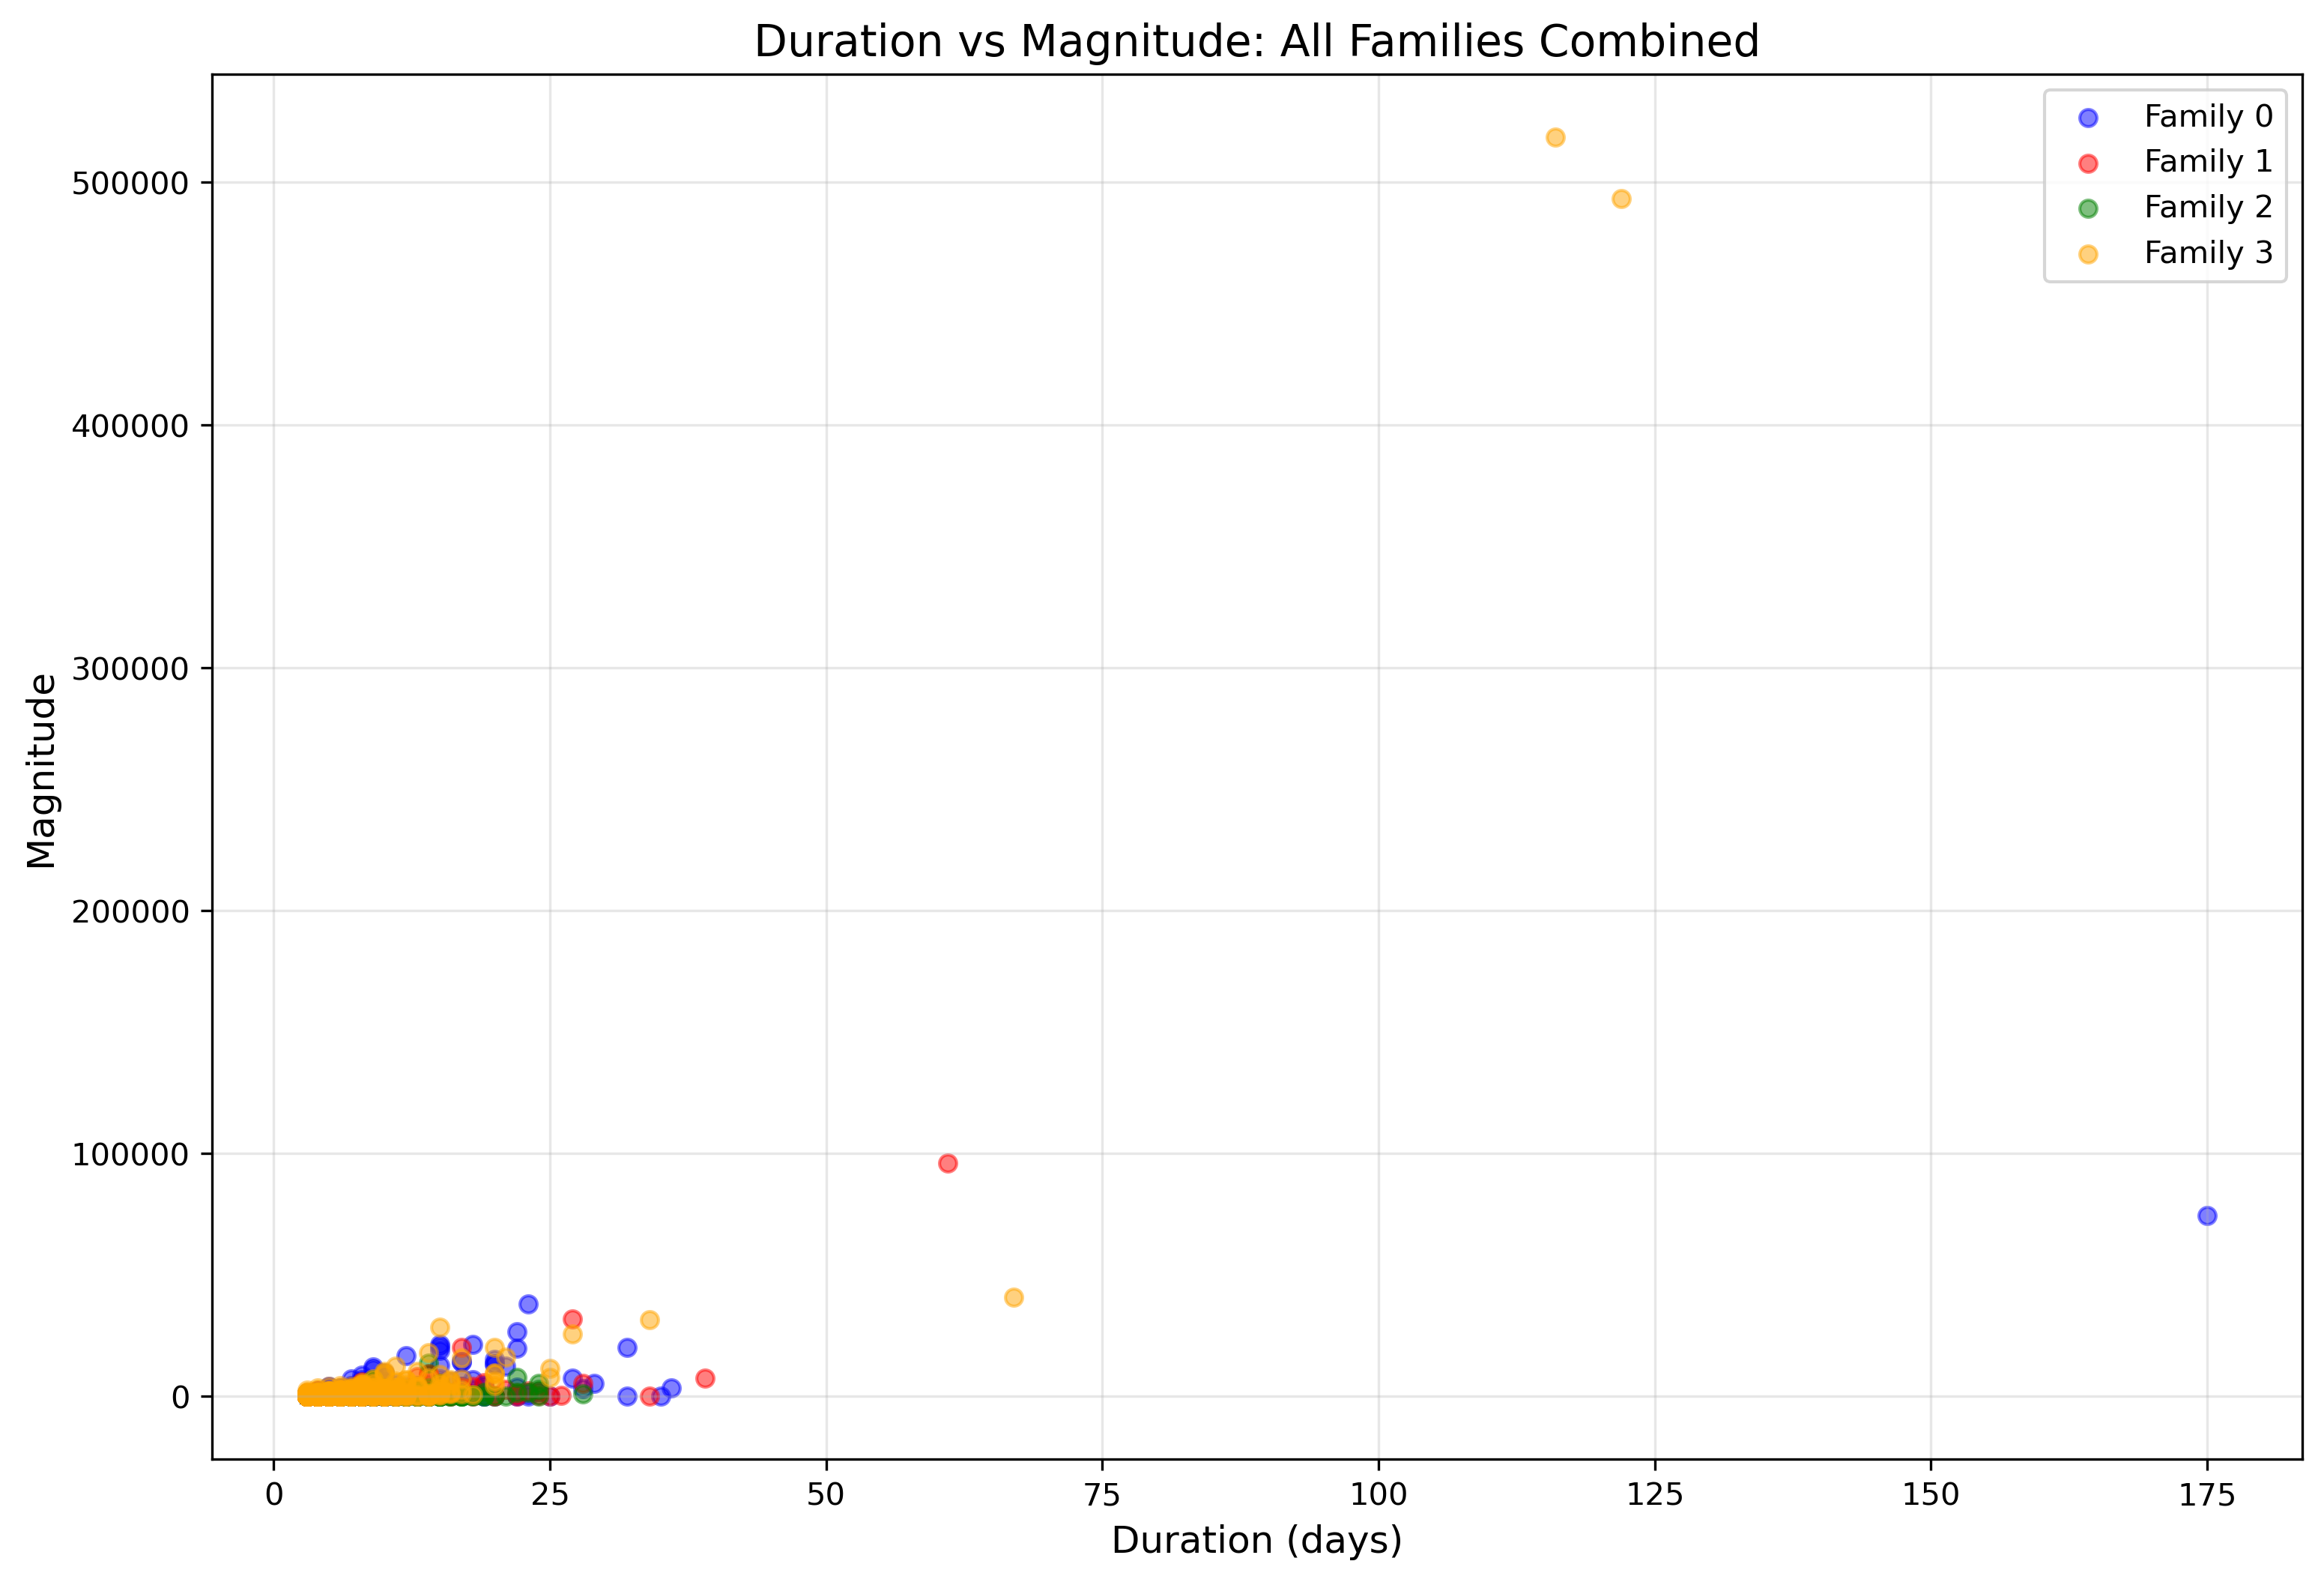 Duration vs Magnitude: All Families Combined
Family 0
Family 1
Family 2
Family 3
500000
400000
300000
200000
100000
0
Magnitude
0 25 50 75 100 125 150 175
Duration (days)